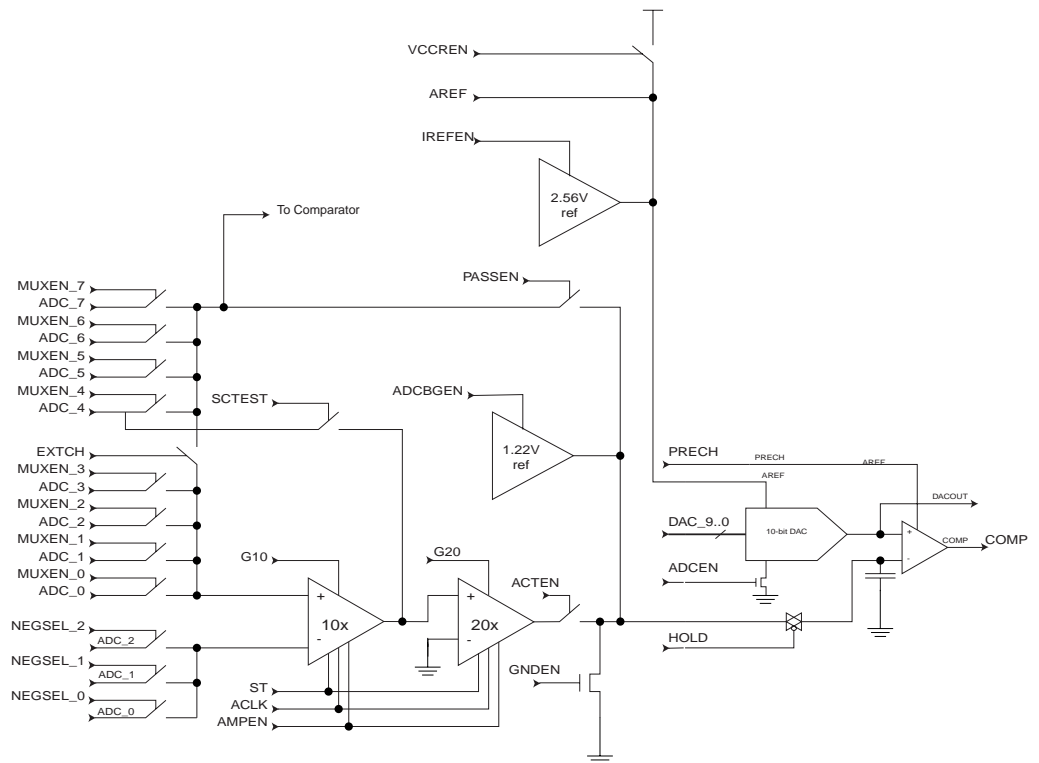 VCCREN
AREF
IREFEN
2.56V
ref
To Comparator
PASSEN
MUXEN_7
ADC_7
MUXEN_6
ADC_6
MUXEN_5
ADC_5
MUXEN_4
ADC_4
SCTEST
ADCBGEN
1.22V
ref
EXTCH
MUXEN_3
ADC_3
MUXEN_2
ADC_2
MUXEN_1
ADC_1
MUXEN_0
ADC_0
PRECH
PRECH
AREF
AREF
DACOUT
DAC_9..0
10-bit DAC
+
-
COMP
COMP
ADCEN
G10
G20
ACTEN
+
10x
-
+
20x
-
HOLD
NEGSEL_2
ADC_2
NEGSEL_1
ADC_1
NEGSEL_0
ADC_0
ST
ACLK
AMPEN
GNDEN